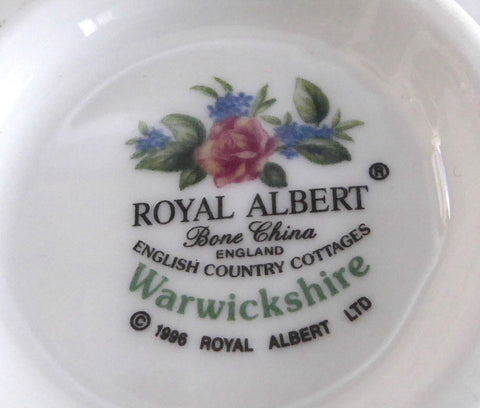 ROYAL ALBERT ®
Bone China
ENGLAND
ENGLISH COUNTRY COTTAGES
Warwickshire
© 1996 ROYAL ALBERT LTD